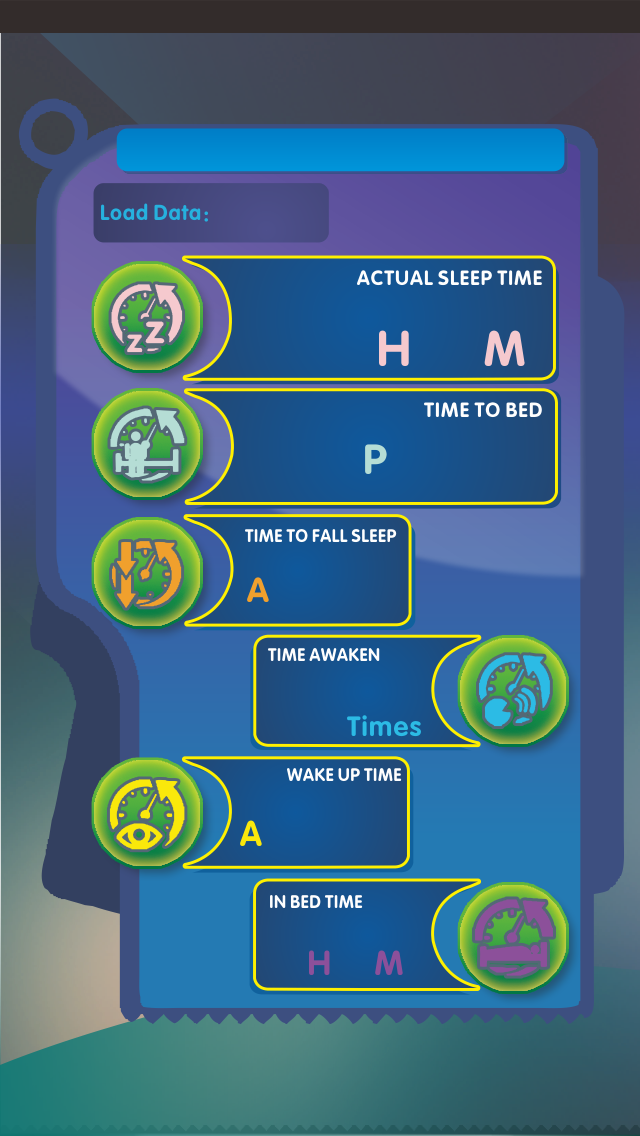 Load Data:
ACTUAL SLEEP TIME
H M
zZ
TIME TO BED
P
TIME TO FALL SLEEP
A
TIME AWAKEN
Times
WAKE UP TIME
A
IN BED TIME
H M